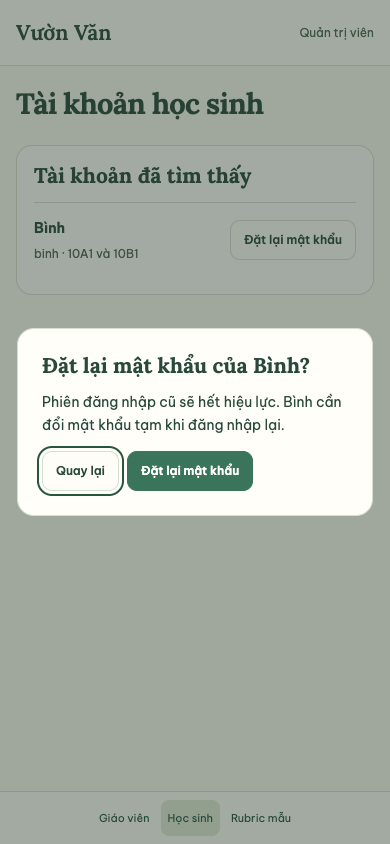 Vườn Văn
Quản trị viên
Tài khoản học sinh
Tài khoản đã tìm thấy
Bình
binh · 10A1 và 10B1
Đặt lại mật khẩu
Đặt lại mật khẩu của Bình?
Phiên đăng nhập cũ sẽ hết hiệu lực. Bình cần
đổi mật khẩu tạm khi đăng nhập lại.
Quay lại
Đặt lại mật khẩu
Giáo viên
Học sinh
Rubric mẫu